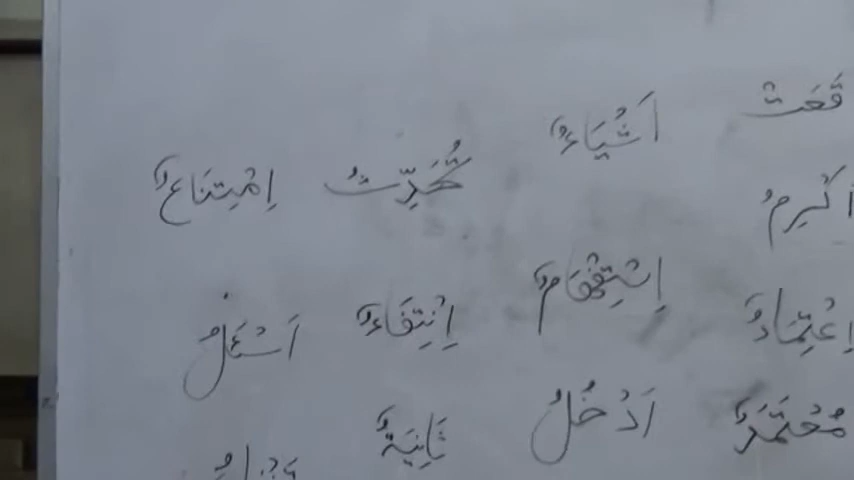 قَعَتْ
أَشْيَاءٌ
تُحَدِّثُ
اِمْتِنَاعٌ
اَكْرِمُ
اِسْتِفْهَامٌ
اِنْتِفَاءٌ
اَسْئَلُ
اِعْتِمَادٌ
مُعْتَمَدٌ
اَدْخُلُ
ثَانِيَةٌ